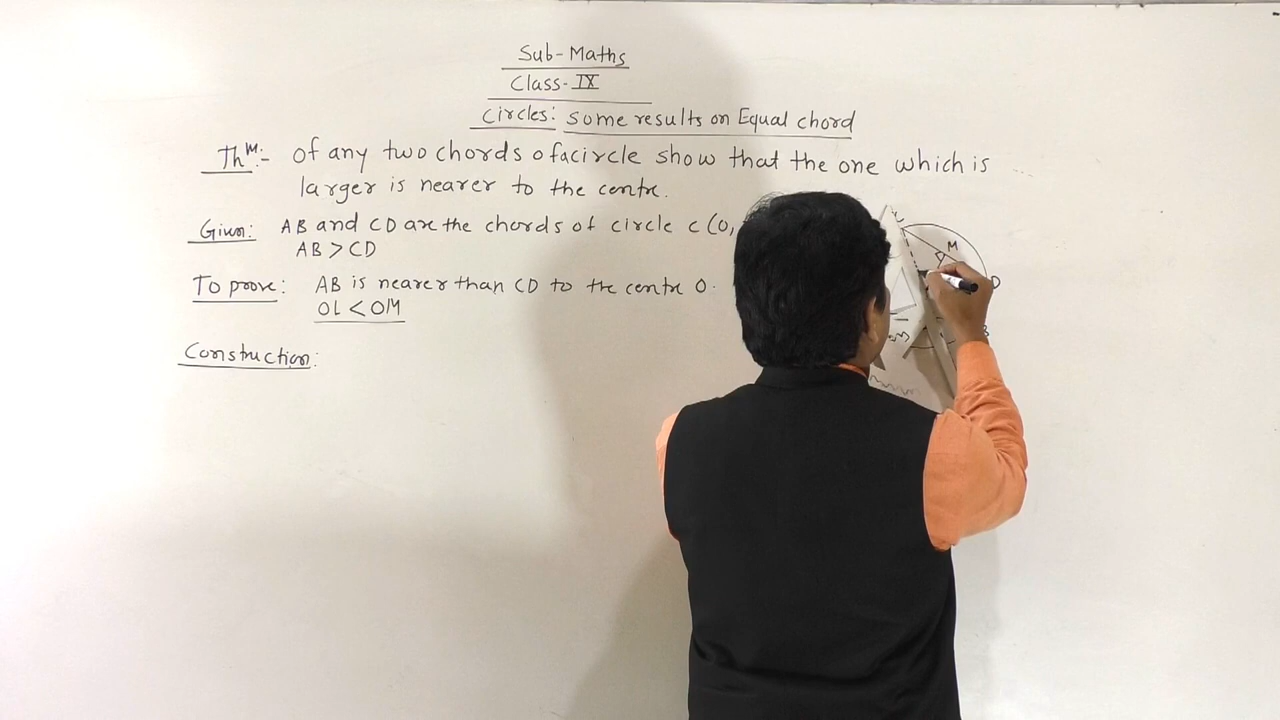 Sub-Maths
Class-IX
Circles: Some results on Equal chord
Thm:- of any two chords of a circle show that the one which is
larger is nearer to the centre.
Given: AB and CD are the chords of circle C(O,
AB > CD
To prove: AB is nearer than CD to the centre O.
OL < OM
Construction:
M
D
B